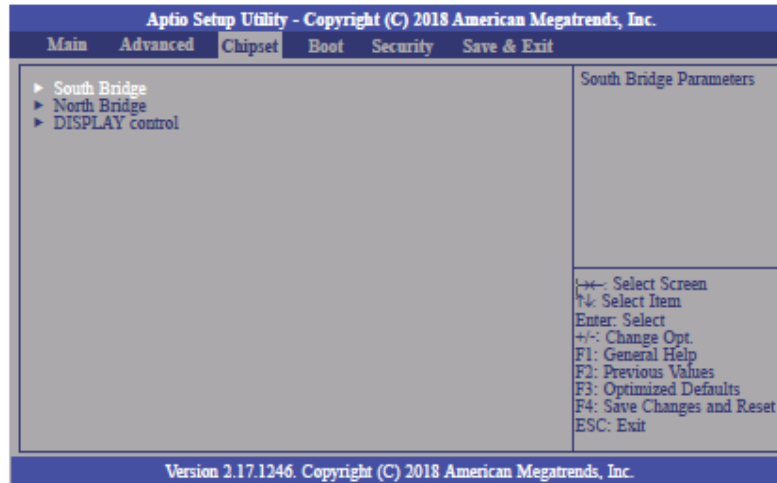 Aptio Setup Utility - Copyright (C) 2018 American Megatrends, Inc.
Main Advanced Chipset Boot Security Save & Exit
► South Bridge
► North Bridge
► DISPLAY control
South Bridge Parameters
→←: Select Screen
↑↓: Select Item
Enter: Select
+/-: Change Opt.
F1: General Help
F2: Previous Values
F3: Optimized Defaults
F4: Save Changes and Reset
ESC: Exit
Version 2.17.1246. Copyright (C) 2018 American Megatrends, Inc.